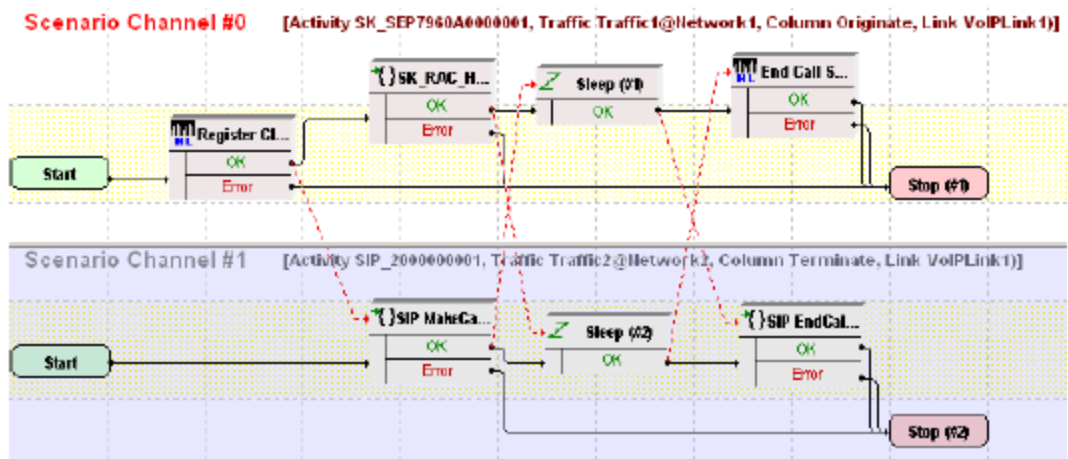 Scenario Channel #0 [Activity SK_SEP7960A0000001, Traffic Traffic1@Network1, Column Originate, Link VoIPLink1)]
{}SK_RAC_H...
OK
Error
Sleep (#1)
OK
End Call S...
OK
Error
Register Cl...
OK
Error
Start
Stop (#1)
Scenario Channel #1 [Activity SIP_2000000001, Traffic Traffic2@Network2, Column Terminate, Link VoIPLink1)]
{}SIP MakeCa...
OK
Error
Sleep (#2)
OK
{}SIP EndCal...
OK
Error
Start
Stop (#2)